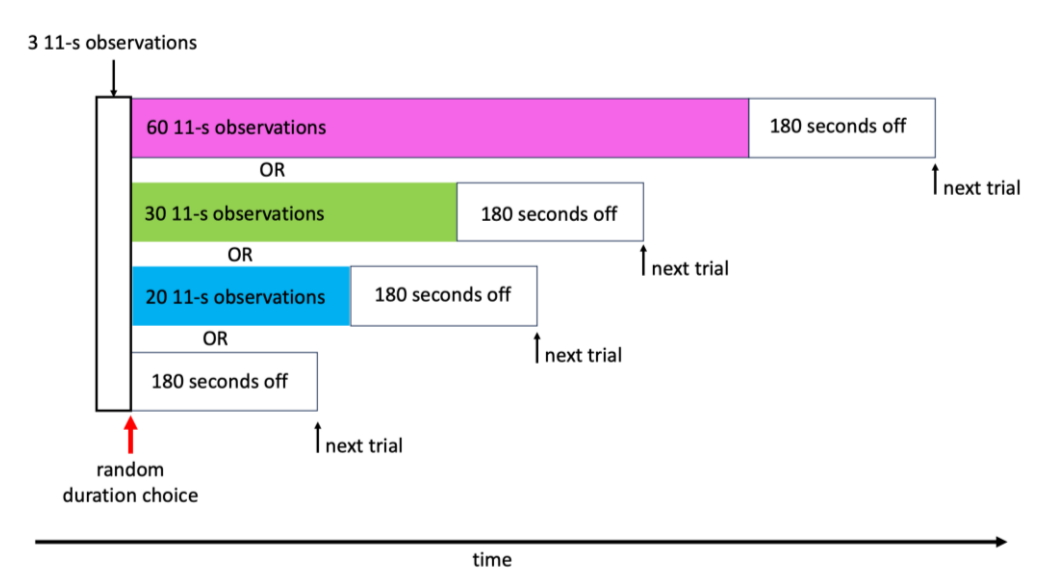 3 11-s observations
60 11-s observations
180 seconds off
next trial
OR
30 11-s observations
180 seconds off
next trial
OR
20 11-s observations
180 seconds off
next trial
OR
180 seconds off
next trial
random
duration choice
time